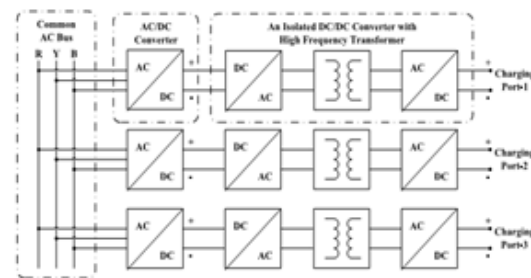 Common
AC Bus
R Y B
AC/DC
Converter
An Isolated DC/DC Converter with
High Frequency Transformer
AC
DC
+
-
DC
AC
AC
DC
+
-
Charging
Port-1
AC
DC
+
-
DC
AC
AC
DC
+
-
Charging
Port-2
AC
DC
+
-
DC
AC
AC
DC
+
-
Charging
Port-3